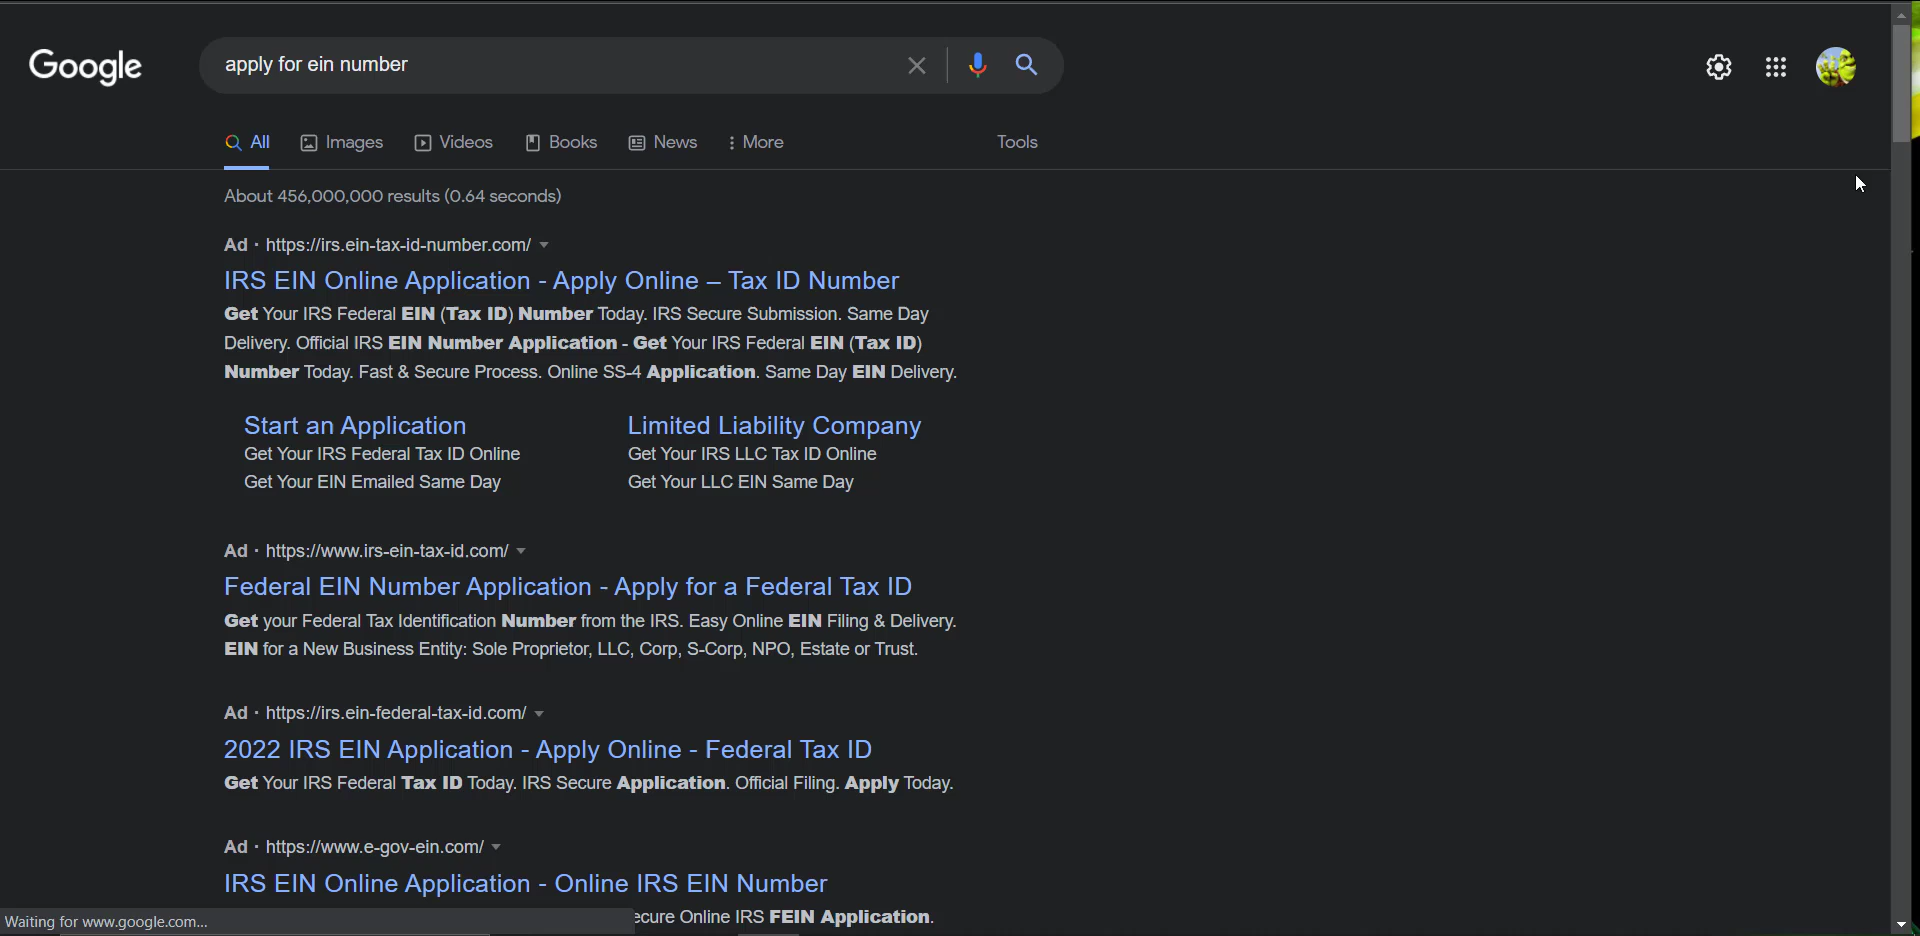 Google
apply for ein number
All Images Videos Books News More Tools
About 456,000,000 results (0.64 seconds)
Ad · https://irs.ein-tax-id-number.com/
IRS EIN Online Application - Apply Online – Tax ID Number
Get Your IRS Federal EIN (Tax ID) Number Today. IRS Secure Submission. Same Day
Delivery. Official IRS EIN Number Application - Get Your IRS Federal EIN (Tax ID)
Number Today. Fast & Secure Process. Online SS-4 Application. Same Day EIN Delivery.
Start an Application
Get Your IRS Federal Tax ID Online
Get Your EIN Emailed Same Day
Limited Liability Company
Get Your IRS LLC Tax ID Online
Get Your LLC EIN Same Day
Ad · https://www.irs-ein-tax-id.com/
Federal EIN Number Application - Apply for a Federal Tax ID
Get your Federal Tax Identification Number from the IRS. Easy Online EIN Filing & Delivery.
EIN for a New Business Entity: Sole Proprietor, LLC, Corp, S-Corp, NPO, Estate or Trust.
Ad · https://irs.ein-federal-tax-id.com/
2022 IRS EIN Application - Apply Online - Federal Tax ID
Get Your IRS Federal Tax ID Today. IRS Secure Application. Official Filing. Apply Today.
Ad · https://www.e-gov-ein.com/
IRS EIN Online Application - Online IRS EIN Number
ecure Online IRS FEIN Application.
Waiting for www.google.com...